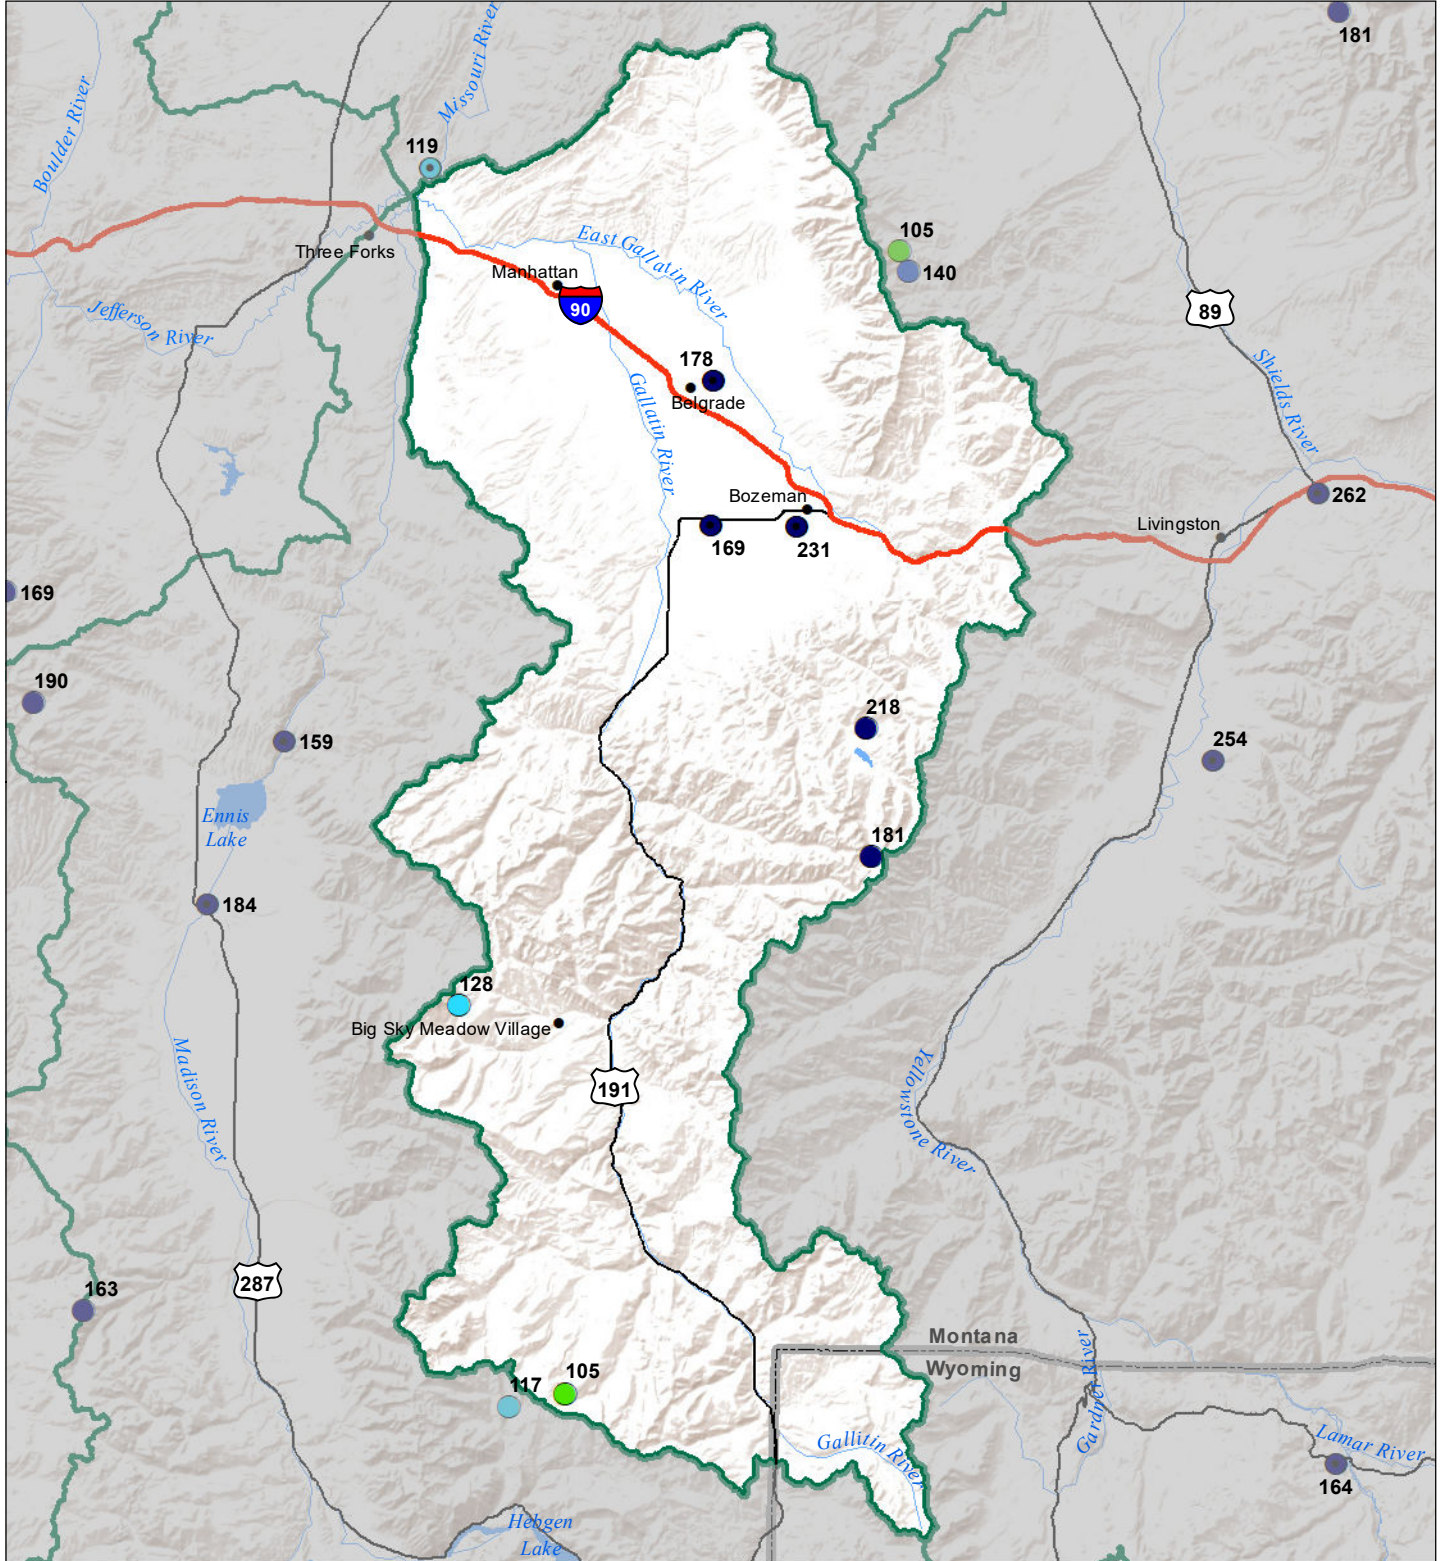 181
Missouri River
Boulder River
119
105
140
Three Forks
East Gallatin River
Manhattan
90
89
Jefferson River
178
Belgrade
Gallatin River
Shields River
Bozeman
262
Livingston
169
231
169
190
218
159
254
Ennis
Lake
181
184
128
Big Sky Meadow Village
Madison River
Yellowstone River
191
287
163
Montana
Wyoming
Gardner River
117
105
Gallitin River
Lamar River
164
Hebgen
Lake